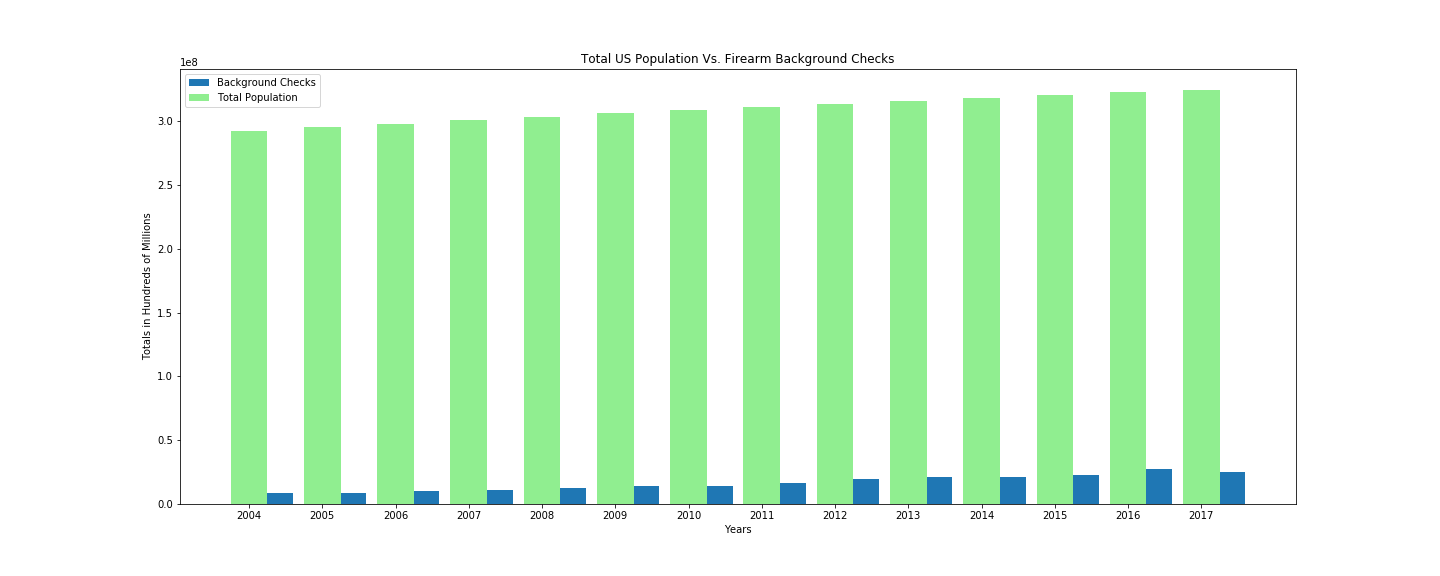 Total US Population Vs. Firearm Background Checks
1e8
Background Checks
Total Population
3.0
2.5
2.0
1.5
1.0
0.5
0.0
Totals in Hundreds of Millions
2004 2005 2006 2007 2008 2009 2010 2011 2012 2013 2014 2015 2016 2017
Years